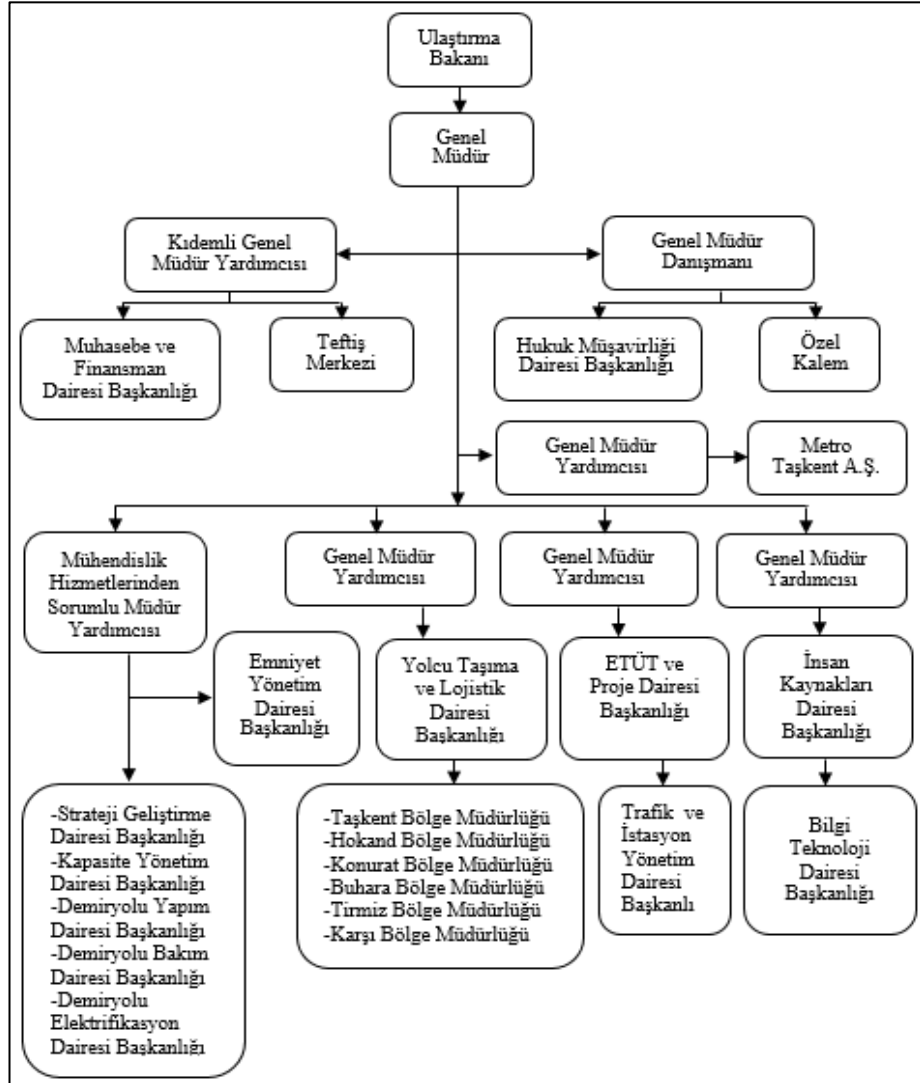 Ulaştırma
Bakanı
Genel
Müdür
Kıdemli Genel
Müdür Yardımcısı
Genel Müdür
Danışmanı
Muhasebe ve
Finansman
Dairesi Başkanlığı
Teftiş
Merkezi
Hukuk Müşavirliği
Dairesi Başkanlığı
Özel
Kalem
Genel Müdür
Yardımcısı
Metro
Taşkent A.Ş.
Mühendislik
Hizmetlerinden
Sorumlu Müdür
Yardımcısı
Genel Müdür
Yardımcısı
Genel Müdür
Yardımcısı
Genel Müdür
Yardımcısı
Emniyet
Yönetim
Dairesi
Başkanlığı
Yolcu Taşıma
ve Lojistik
Dairesi
Başkanlığı
ETÜT ve
Proje Dairesi
Başkanlığı
İnsan
Kaynakları
Dairesi
Başkanlığı
-Strateji Geliştirme
Dairesi Başkanlığı
-Kapasite Yönetim
Dairesi Başkanlığı
-Demiryolu Yapım
Dairesi Başkanlığı
-Demiryolu Bakım
Dairesi Başkanlığı
-Demiryolu
Elektrifikasyon
Dairesi Başkanlığı
-Taşkent Bölge Müdürlüğü
-Hokand Bölge Müdürlüğü
-Konurat Bölge Müdürlüğü
-Buhara Bölge Müdürlüğü
-Tirmiz Bölge Müdürlüğü
-Karşı Bölge Müdürlüğü
Trafik ve
İstasyon
Yönetim
Dairesi
Başkanlı
Bilgi
Teknoloji
Dairesi
Başkanlığı